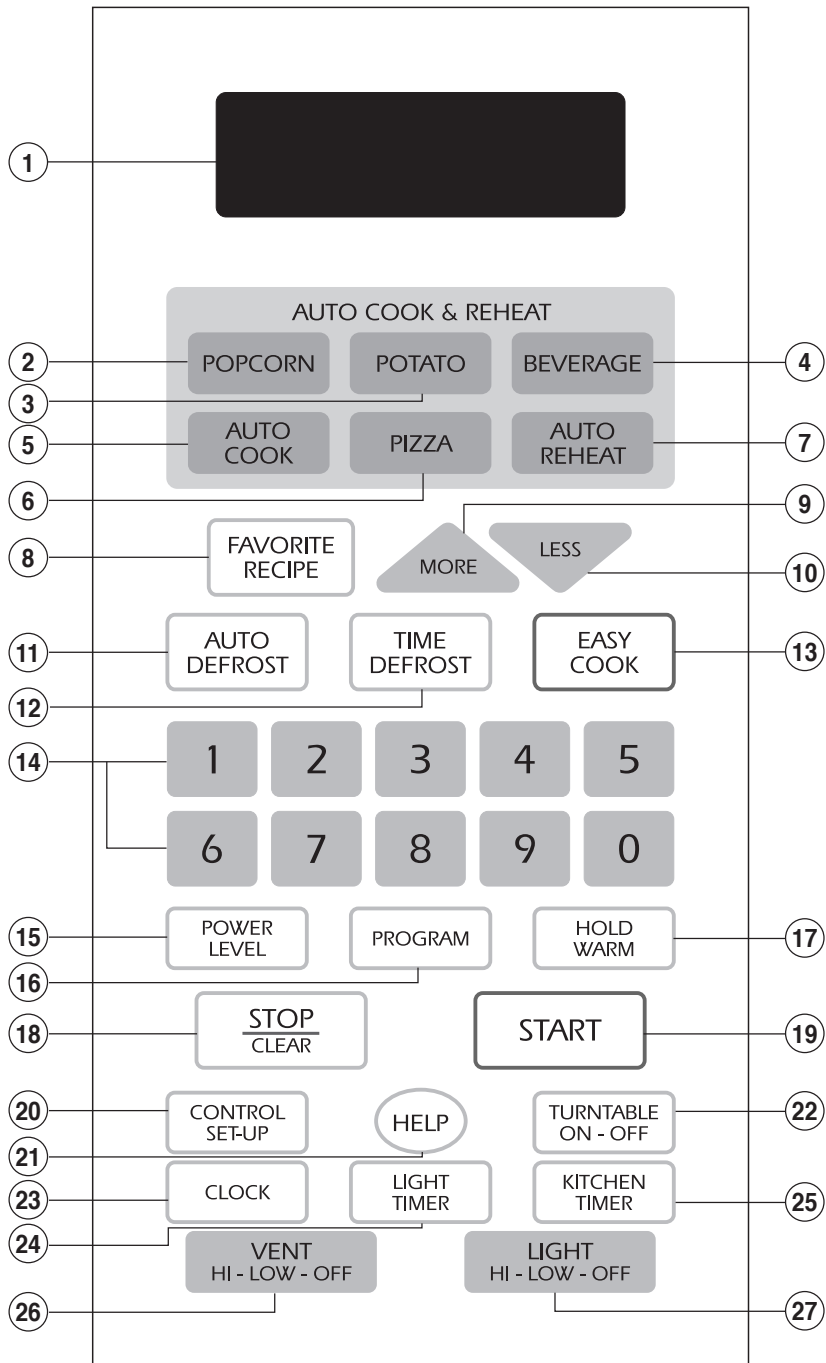 1
AUTO COOK & REHEAT
2
POPCORN
POTATO
BEVERAGE
4
3
5
AUTO
COOK
PIZZA
AUTO
REHEAT
7
6
9
8
FAVORITE
RECIPE
MORE
LESS
10
11
AUTO
DEFROST
TIME
DEFROST
EASY
COOK
13
12
14
1 2 3 4 5
6 7 8 9 0
15
POWER
LEVEL
PROGRAM
HOLD
WARM
17
16
18
STOP
CLEAR
START
19
20
CONTROL
SET-UP
HELP
TURNTABLE
ON - OFF
22
21
23
CLOCK
LIGHT
TIMER
KITCHEN
TIMER
25
24
VENT
HI - LOW - OFF
LIGHT
HI - LOW - OFF
26
27